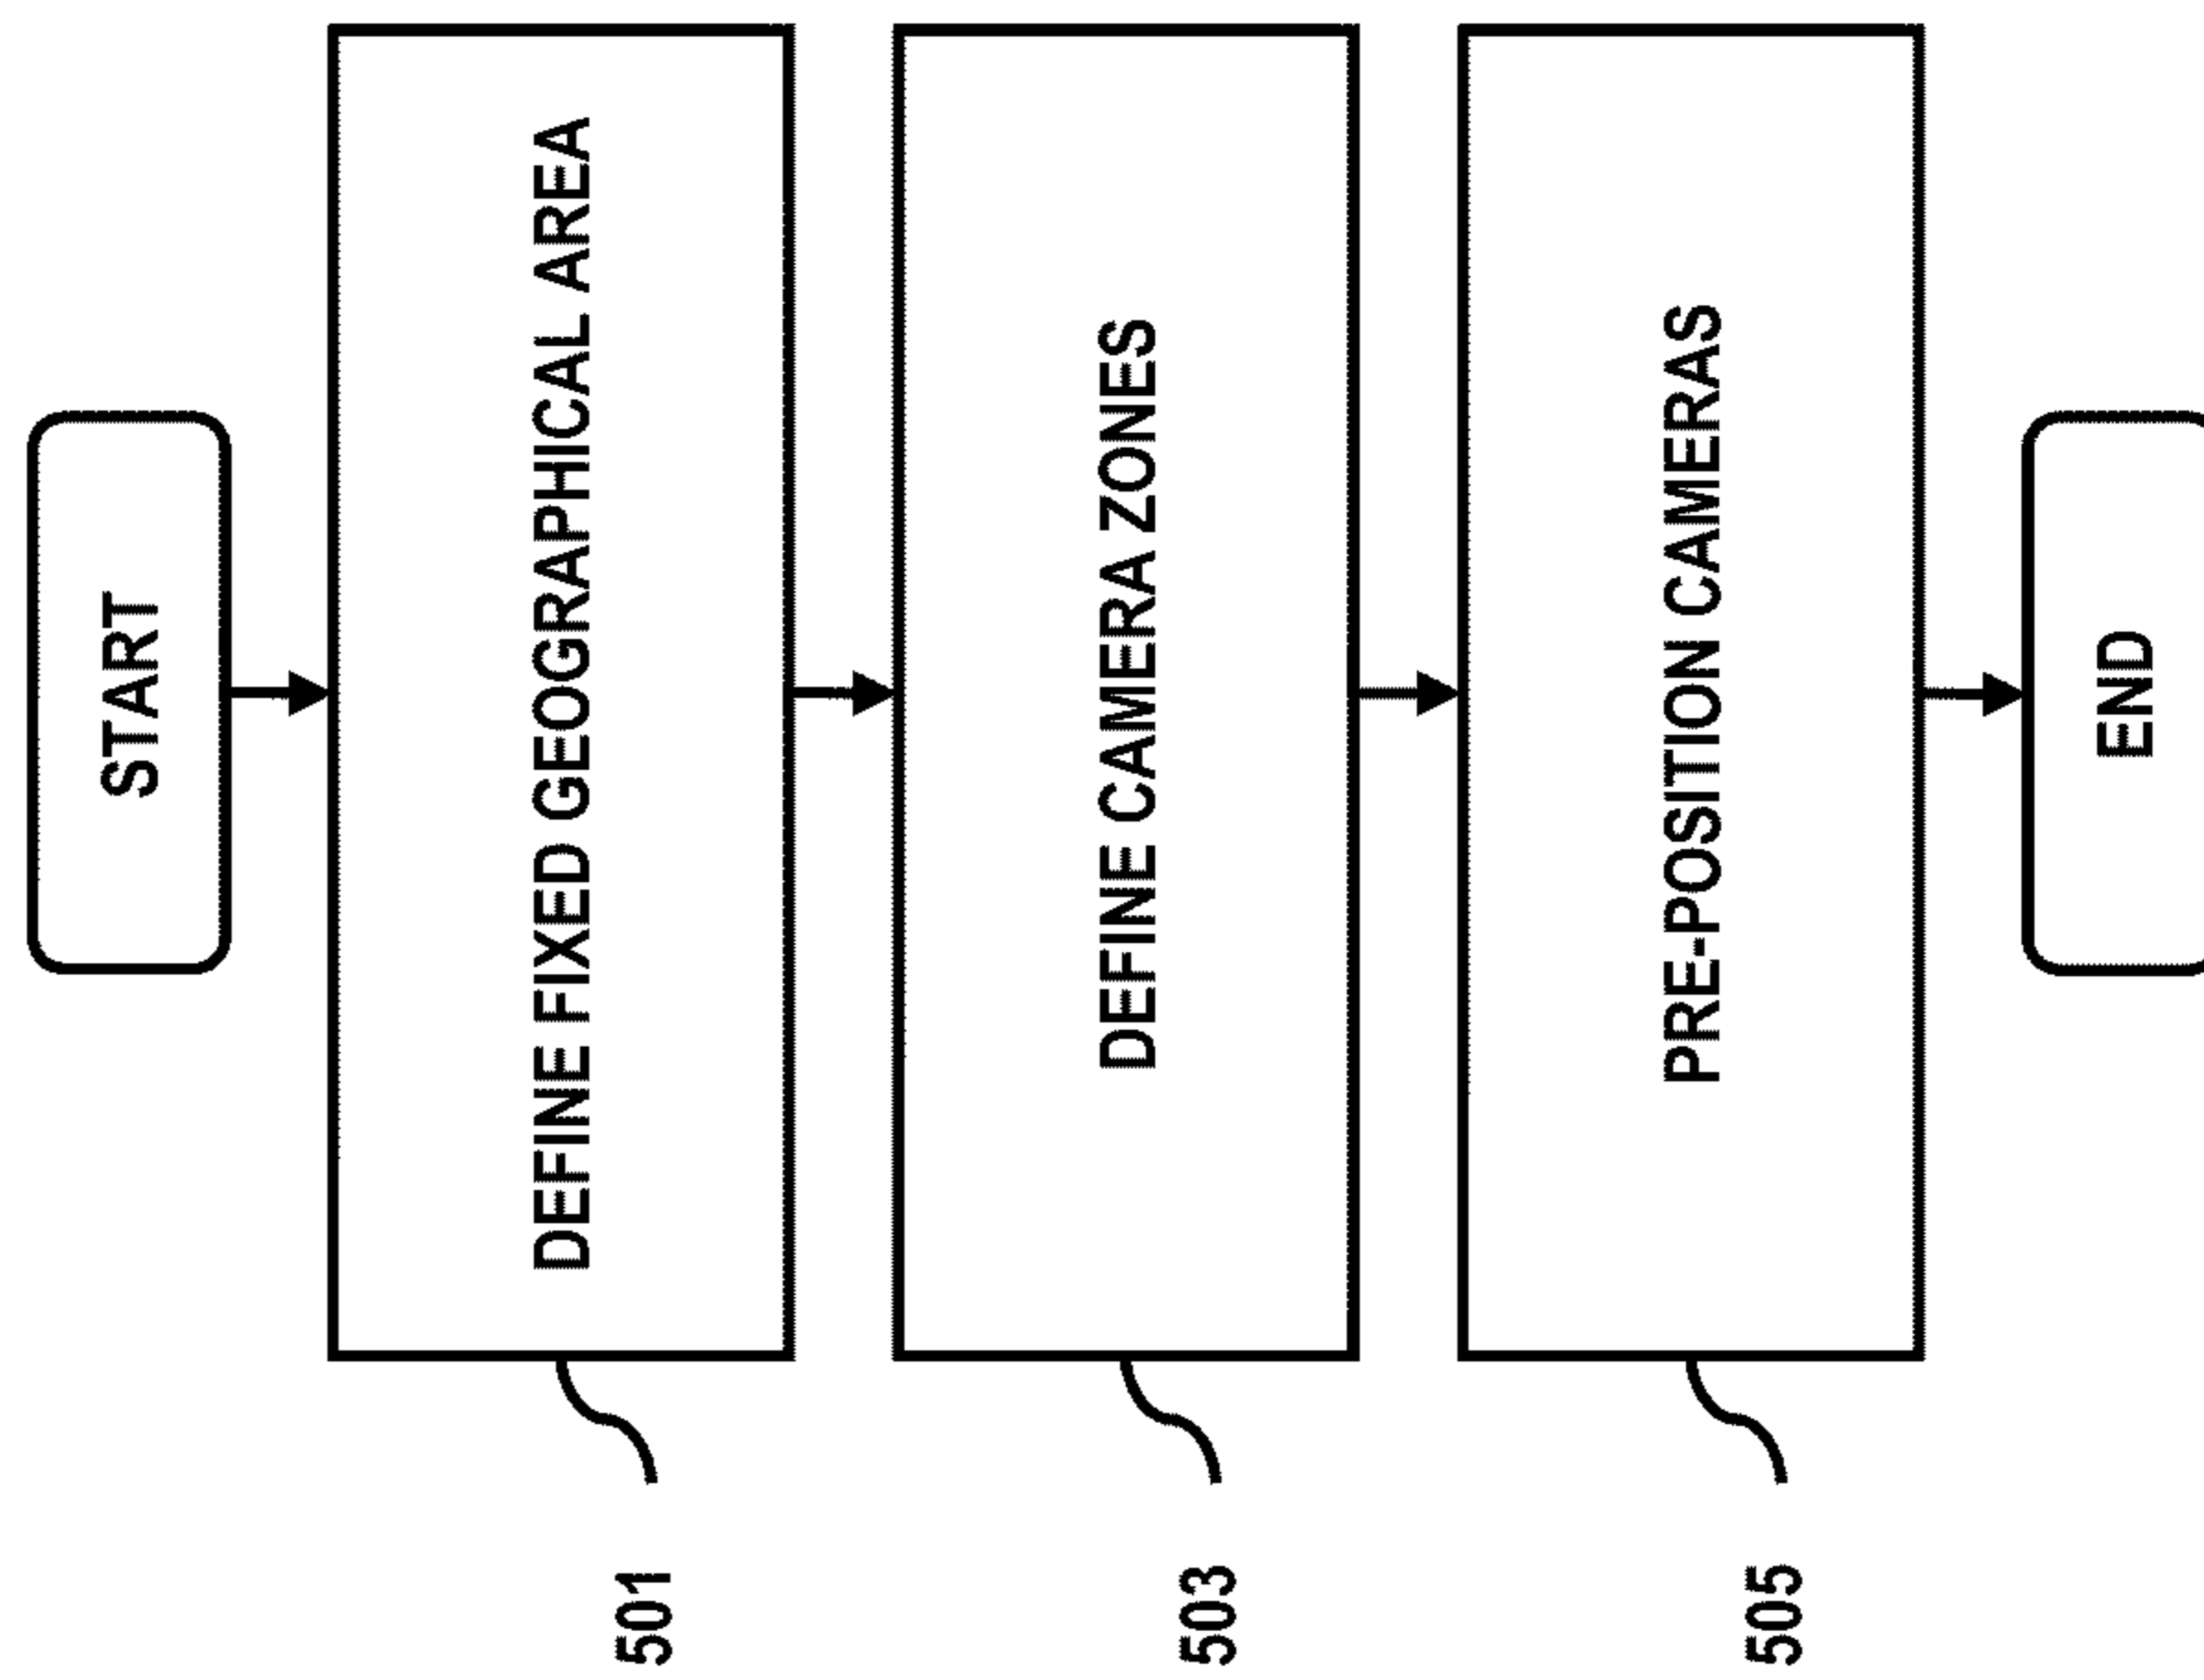 START
DEFINE FIXED GEOGRAPHICAL AREA
501
DEFINE CAMERA ZONES
503
PRE-POSITION CAMERAS
505
END